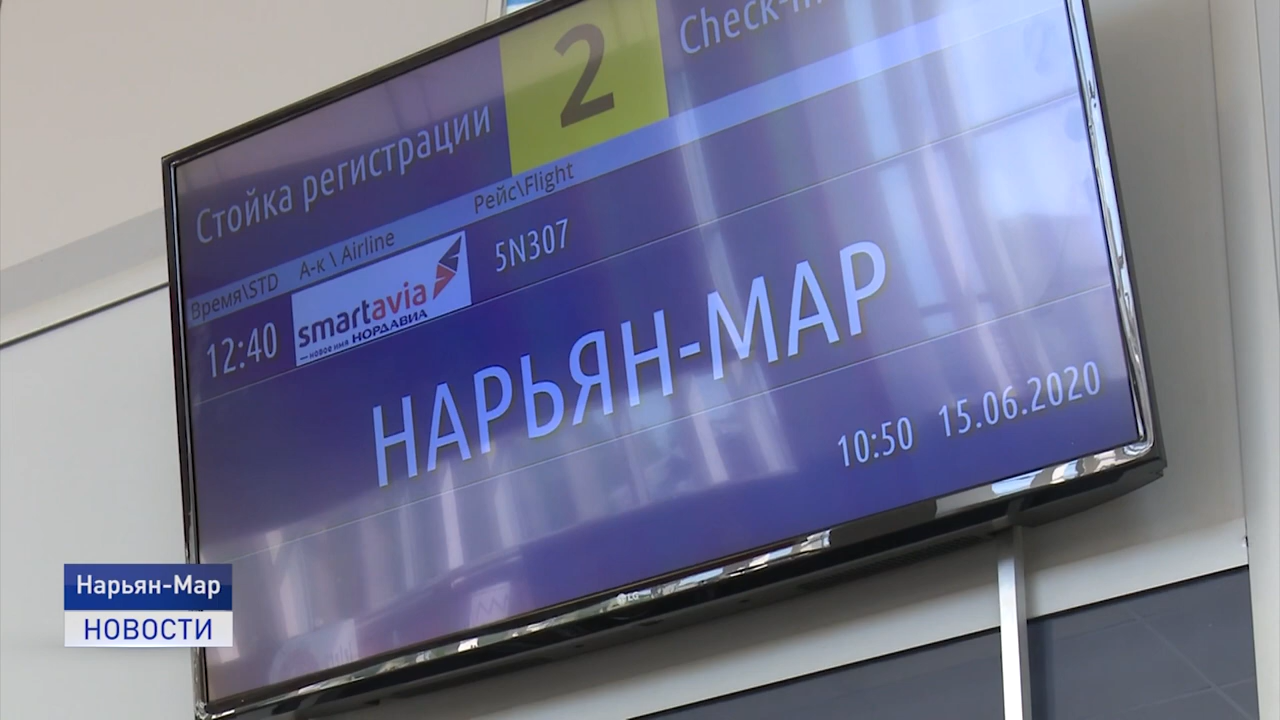 Стойка регистрации 2 Check-in
Время\STD А-к \ Airline Рейс\Flight
12:40 smartavia 5N307
— новое имя НОРДАВИА
НАРЬЯН-МАР
10:50 15.06.2020
LG
Нарьян-Мар
НОВОСТИ